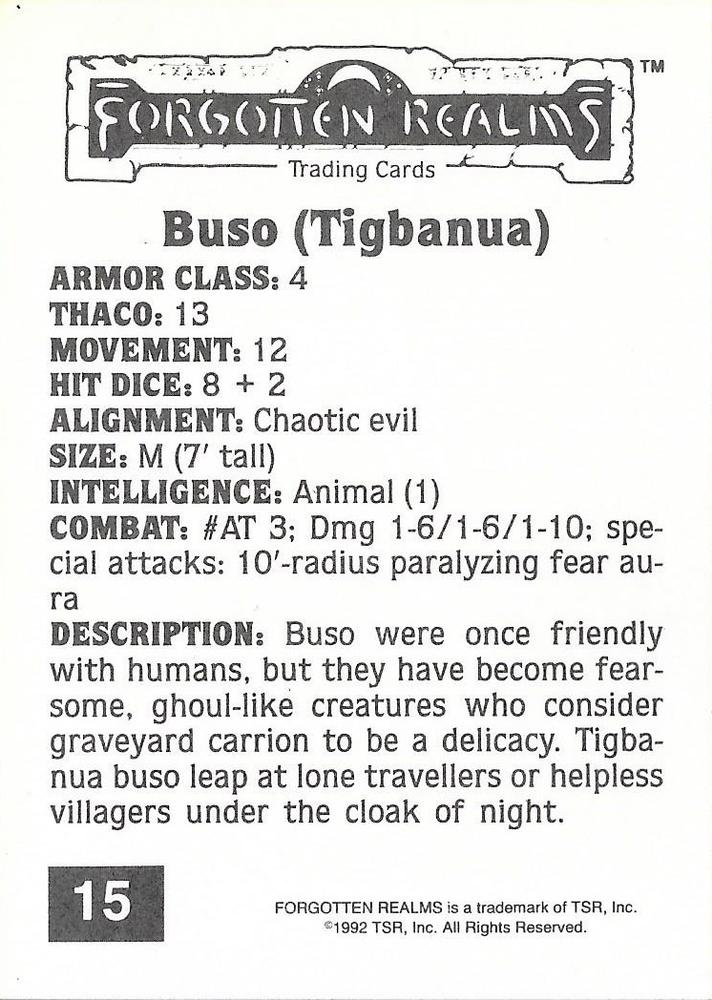 FORGOTTEN REALMS
™
Trading Cards
Buso (Tigbanua)
ARMOR CLASS: 4
THACO: 13
MOVEMENT: 12
HIT DICE: 8 + 2
ALIGNMENT: Chaotic evil
SIZE: M (7' tall)
INTELLIGENCE: Animal (1)
COMBAT: #AT 3; Dmg 1-6/1-6/1-10; spe-
cial attacks: 10'-radius paralyzing fear au-
ra
DESCRIPTION: Buso were once friendly
with humans, but they have become fear-
some, ghoul-like creatures who consider
graveyard carrion to be a delicacy. Tigba-
nua buso leap at lone travellers or helpless
villagers under the cloak of night.
15
FORGOTTEN REALMS is a trademark of TSR, Inc.
©1992 TSR, Inc. All Rights Reserved.